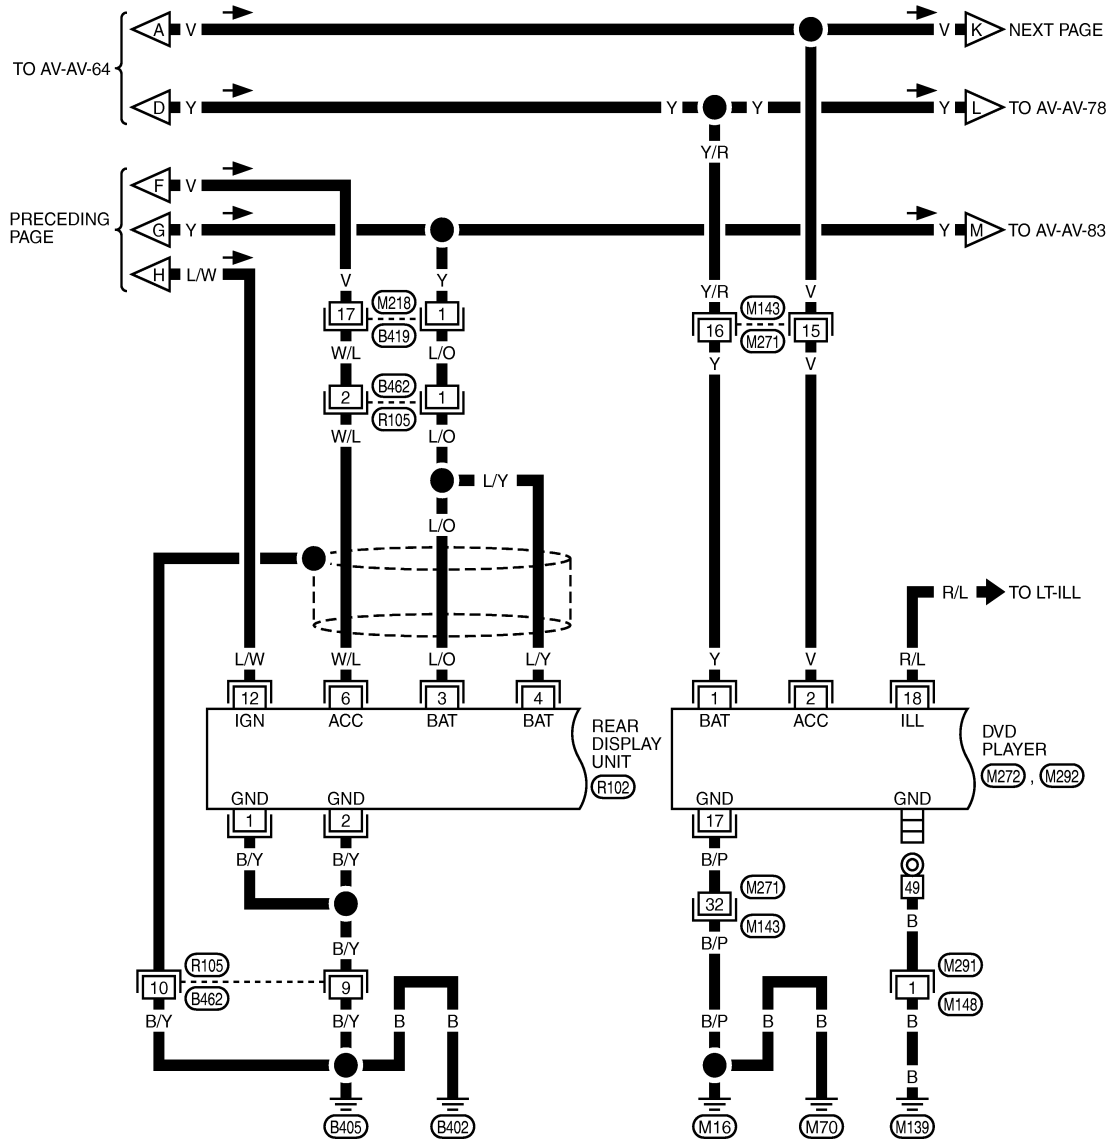 A V V K NEXT PAGE
TO AV-AV-64
D Y Y Y Y L TO AV-AV-78
Y/R
F V
PRECEDING
PAGE
G Y Y M TO AV-AV-83
H L/W
V Y Y/R V
17 M218 1 16 M143 15
B419 M271
W/L L/O Y V
2 B462 1
R105
W/L L/O
L/Y
L/O
R/L TO LT-ILL
L/W W/L L/O L/Y Y V R/L
12 6 3 4 1 2 18
IGN ACC BAT BAT BAT ACC ILL
REAR
DISPLAY
UNIT
R102
DVD
PLAYER
M272 , M292
GND GND GND GND
1 2 17
B/Y B/Y B/P
49
32 M271
M143
B
B/Y B/P
10 R105 9 1 M291
B462 M148
B/Y B/Y B B B/P B B B
B
B405 B402 M16 M70 M139